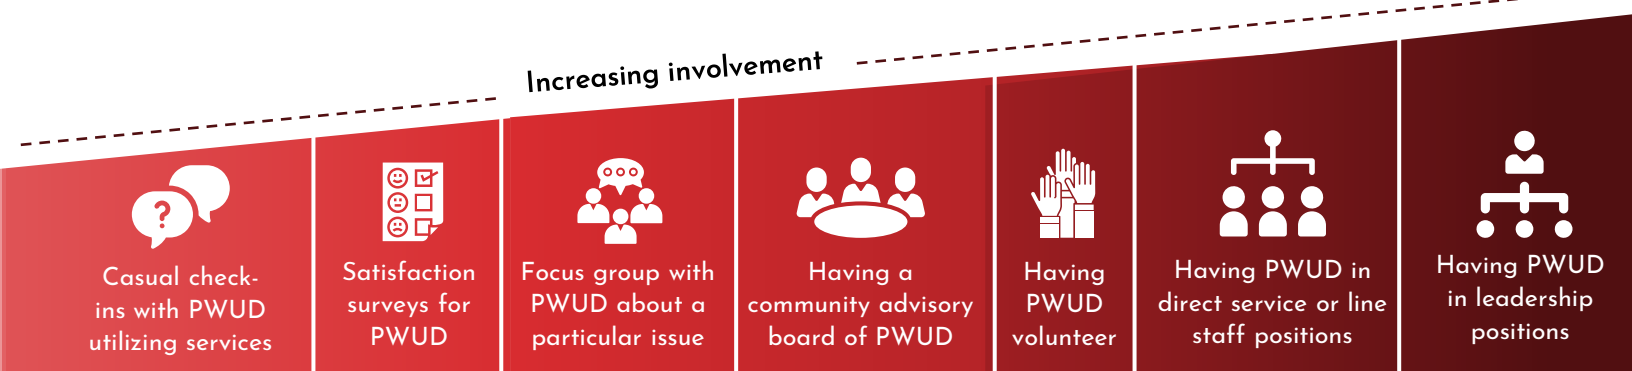 Increasing involvement
Casual check-
ins with PWUD
utilizing services
Satisfaction
surveys for
PWUD
Focus group with
PWUD about a
particular issue
Having a
community advisory
board of PWUD
Having
PWUD
volunteer
Having PWUD in
direct service or line
staff positions
Having PWUD
in leadership
positions
?